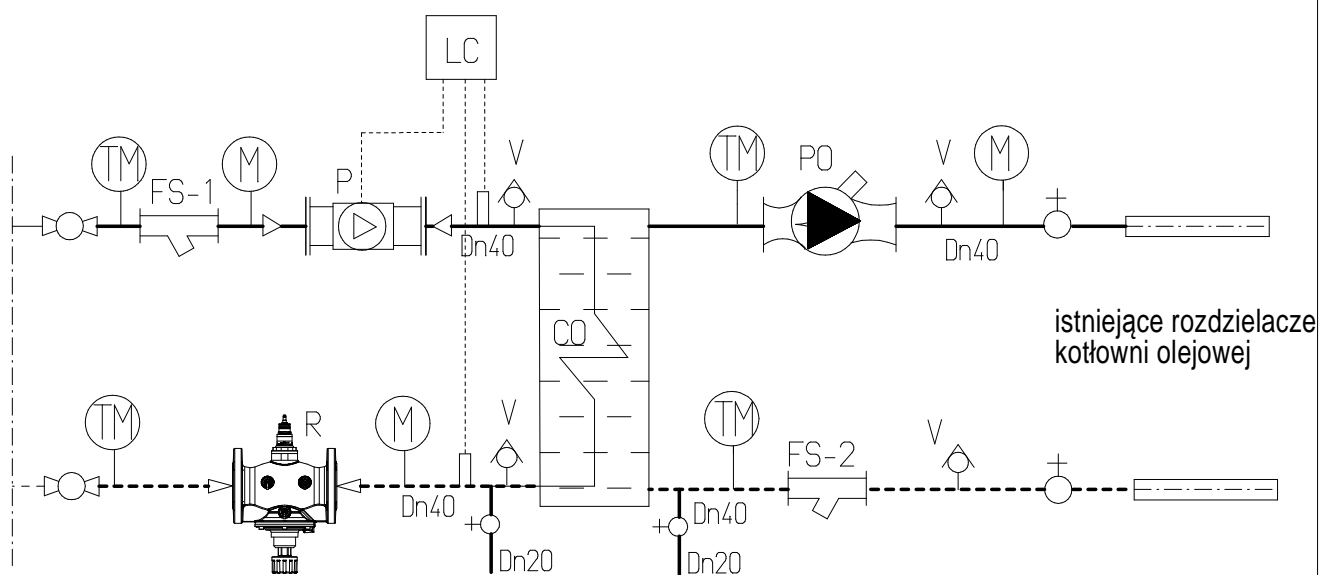 LC
TM
FS-1
M
P
V
Dn40
TM
PO
V
M
Dn40
istniejące rozdzielacze
kotłowni olejowej
CO
TM
R
M
V
Dn40
Dn20
TM
FS-2
V
Dn40
Dn20